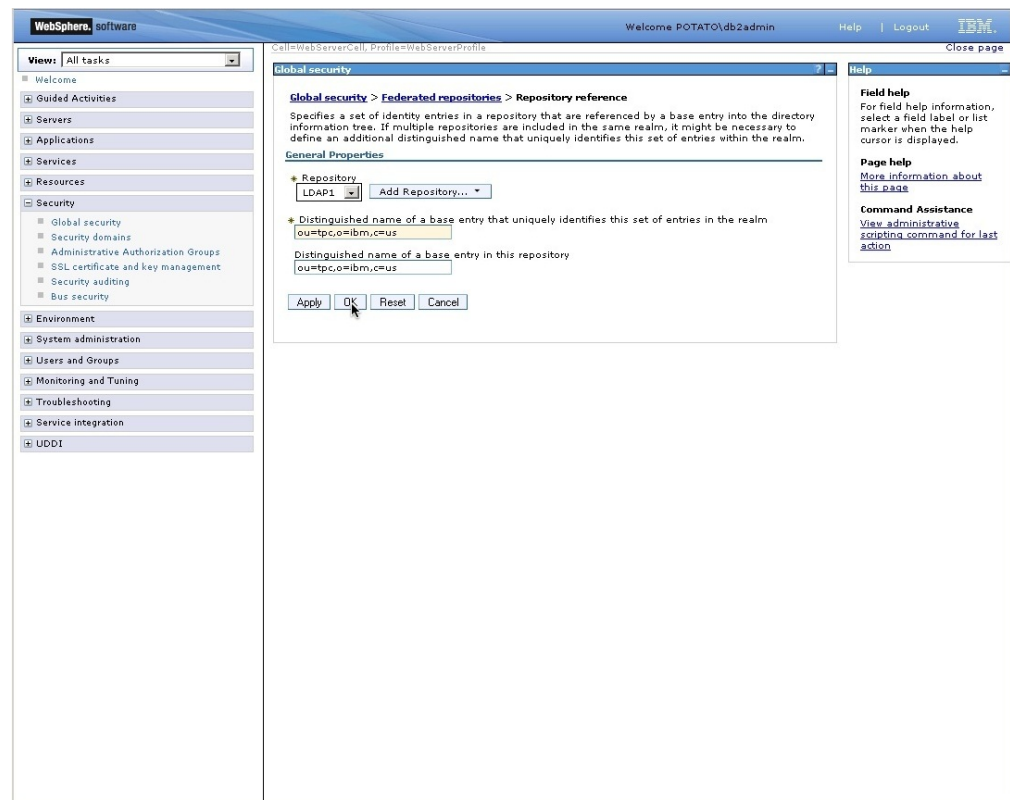 WebSphere. software
Welcome POTATO\db2admin
Help | Logout
IBM.
View: All tasks
Welcome
Guided Activities
Servers
Applications
Services
Resources
Security
Global security
Security domains
Administrative Authorization Groups
SSL certificate and key management
Security auditing
Bus security
Environment
System administration
Users and Groups
Monitoring and Tuning
Troubleshooting
Service integration
UDDI
Cell=WebServerCell, Profile=WebServerProfile
Close page
Global security
Global security > Federated repositories > Repository reference
Specifies a set of identity entries in a repository that are referenced by a base entry into the directory
information tree. If multiple repositories are included in the same realm, it might be necessary to
define an additional distinguished name that uniquely identifies this set of entries within the realm.
General Properties
Repository
LDAP1
Add Repository...
Distinguished name of a base entry that uniquely identifies this set of entries in the realm
ou=tpc,o=ibm,c=us
Distinguished name of a base entry in this repository
ou=tpc,o=ibm,c=us
Apply OK Reset Cancel
Help
Field help
For field help information,
select a field label or list
marker when the help
cursor is displayed.
Page help
More information about
this page
Command Assistance
View administrative
scripting command for last
action